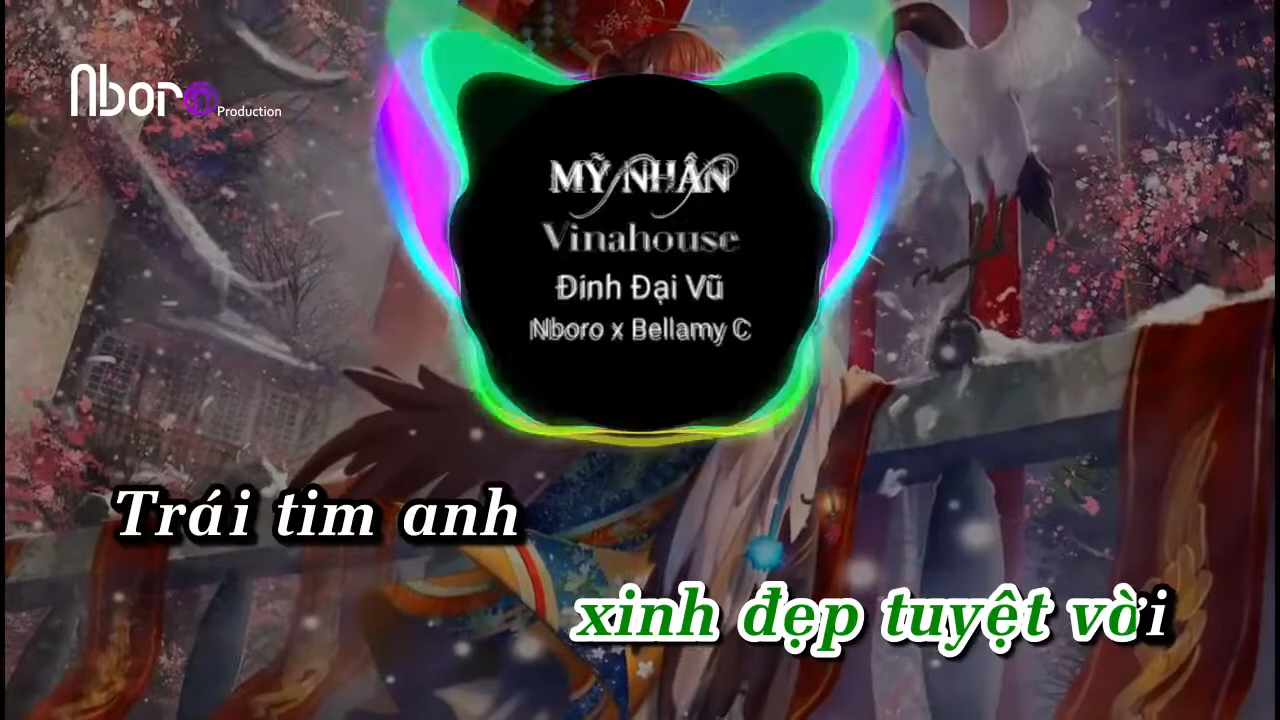 Nboro
Production
MỸ NHÂN
Vinahouse
Đinh Đại Vũ
Nboro x Bellamy C
Trái tim anh
xinh đẹp tuyệt vời